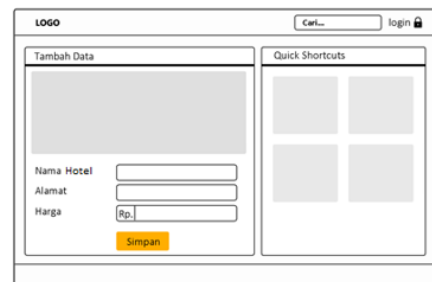 LOGO
Cari... login
Tambah Data
Quick Shortcuts
Nama Hotel
Alamat
Harga Rp.
Simpan